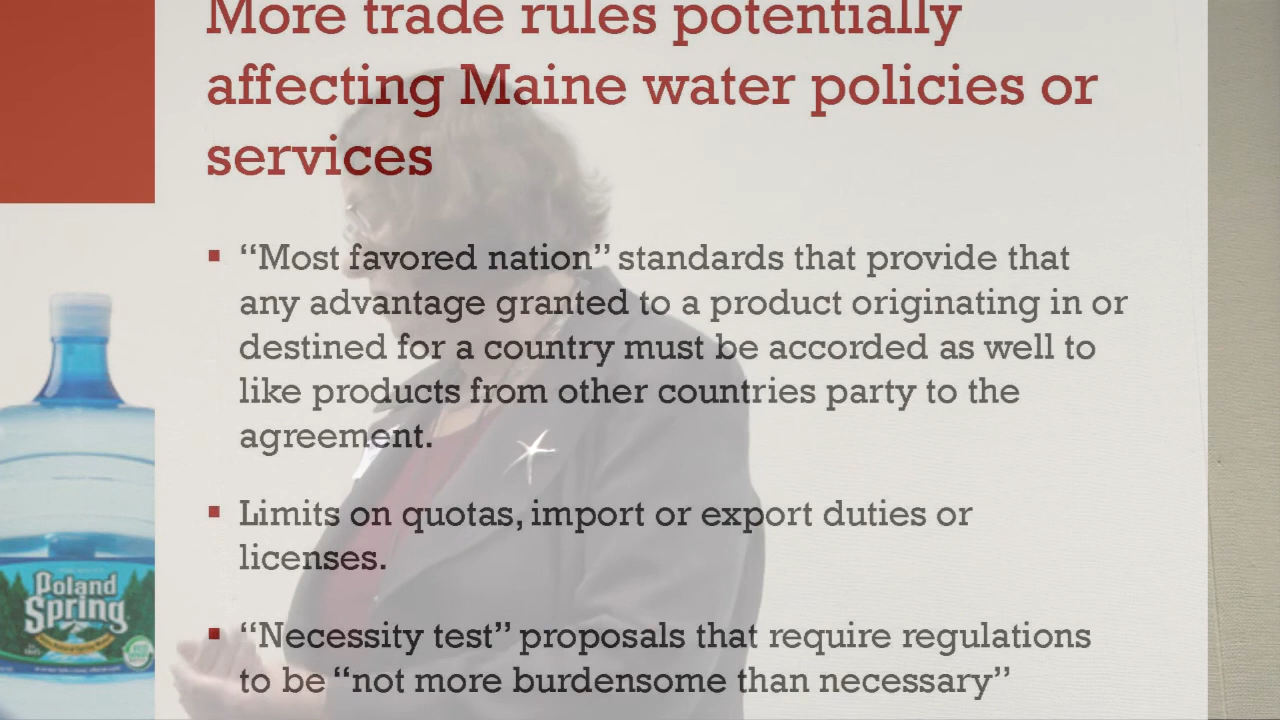 More trade rules potentially
affecting Maine water policies or
services
▪ “Most favored nation” standards that provide that
any advantage granted to a product originating in or
destined for a country must be accorded as well to
like products from other countries party to the
agreement.
▪ Limits on quotas, import or export duties or
licenses.
▪ “Necessity test” proposals that require regulations
to be “not more burdensome than necessary”
Poland
Spring